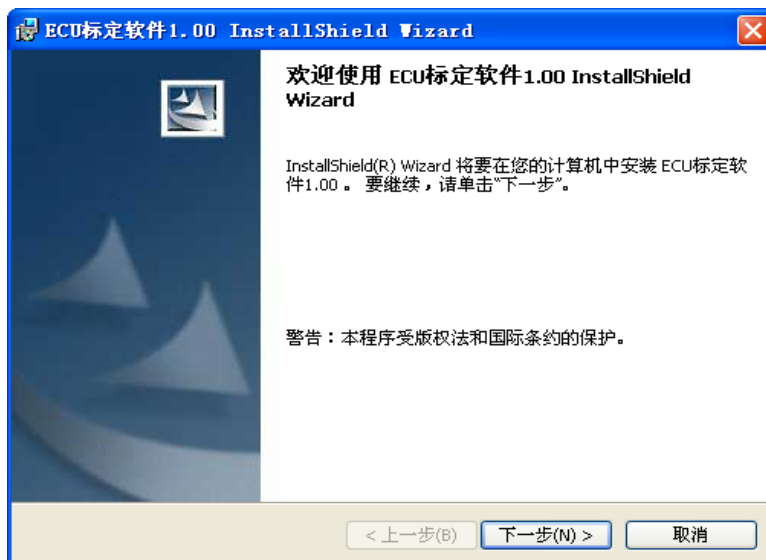 ECU标定软件1.00 InstallShield Wizard
欢迎使用 ECU标定软件1.00 InstallShield
Wizard
InstallShield(R) Wizard 将要在您的计算机中安装 ECU标定软
件1.00 。 要继续，请单击“下一步”。
警告：本程序受版权法和国际条约的保护。
< 上一步(B)
下一步(N) >
取消